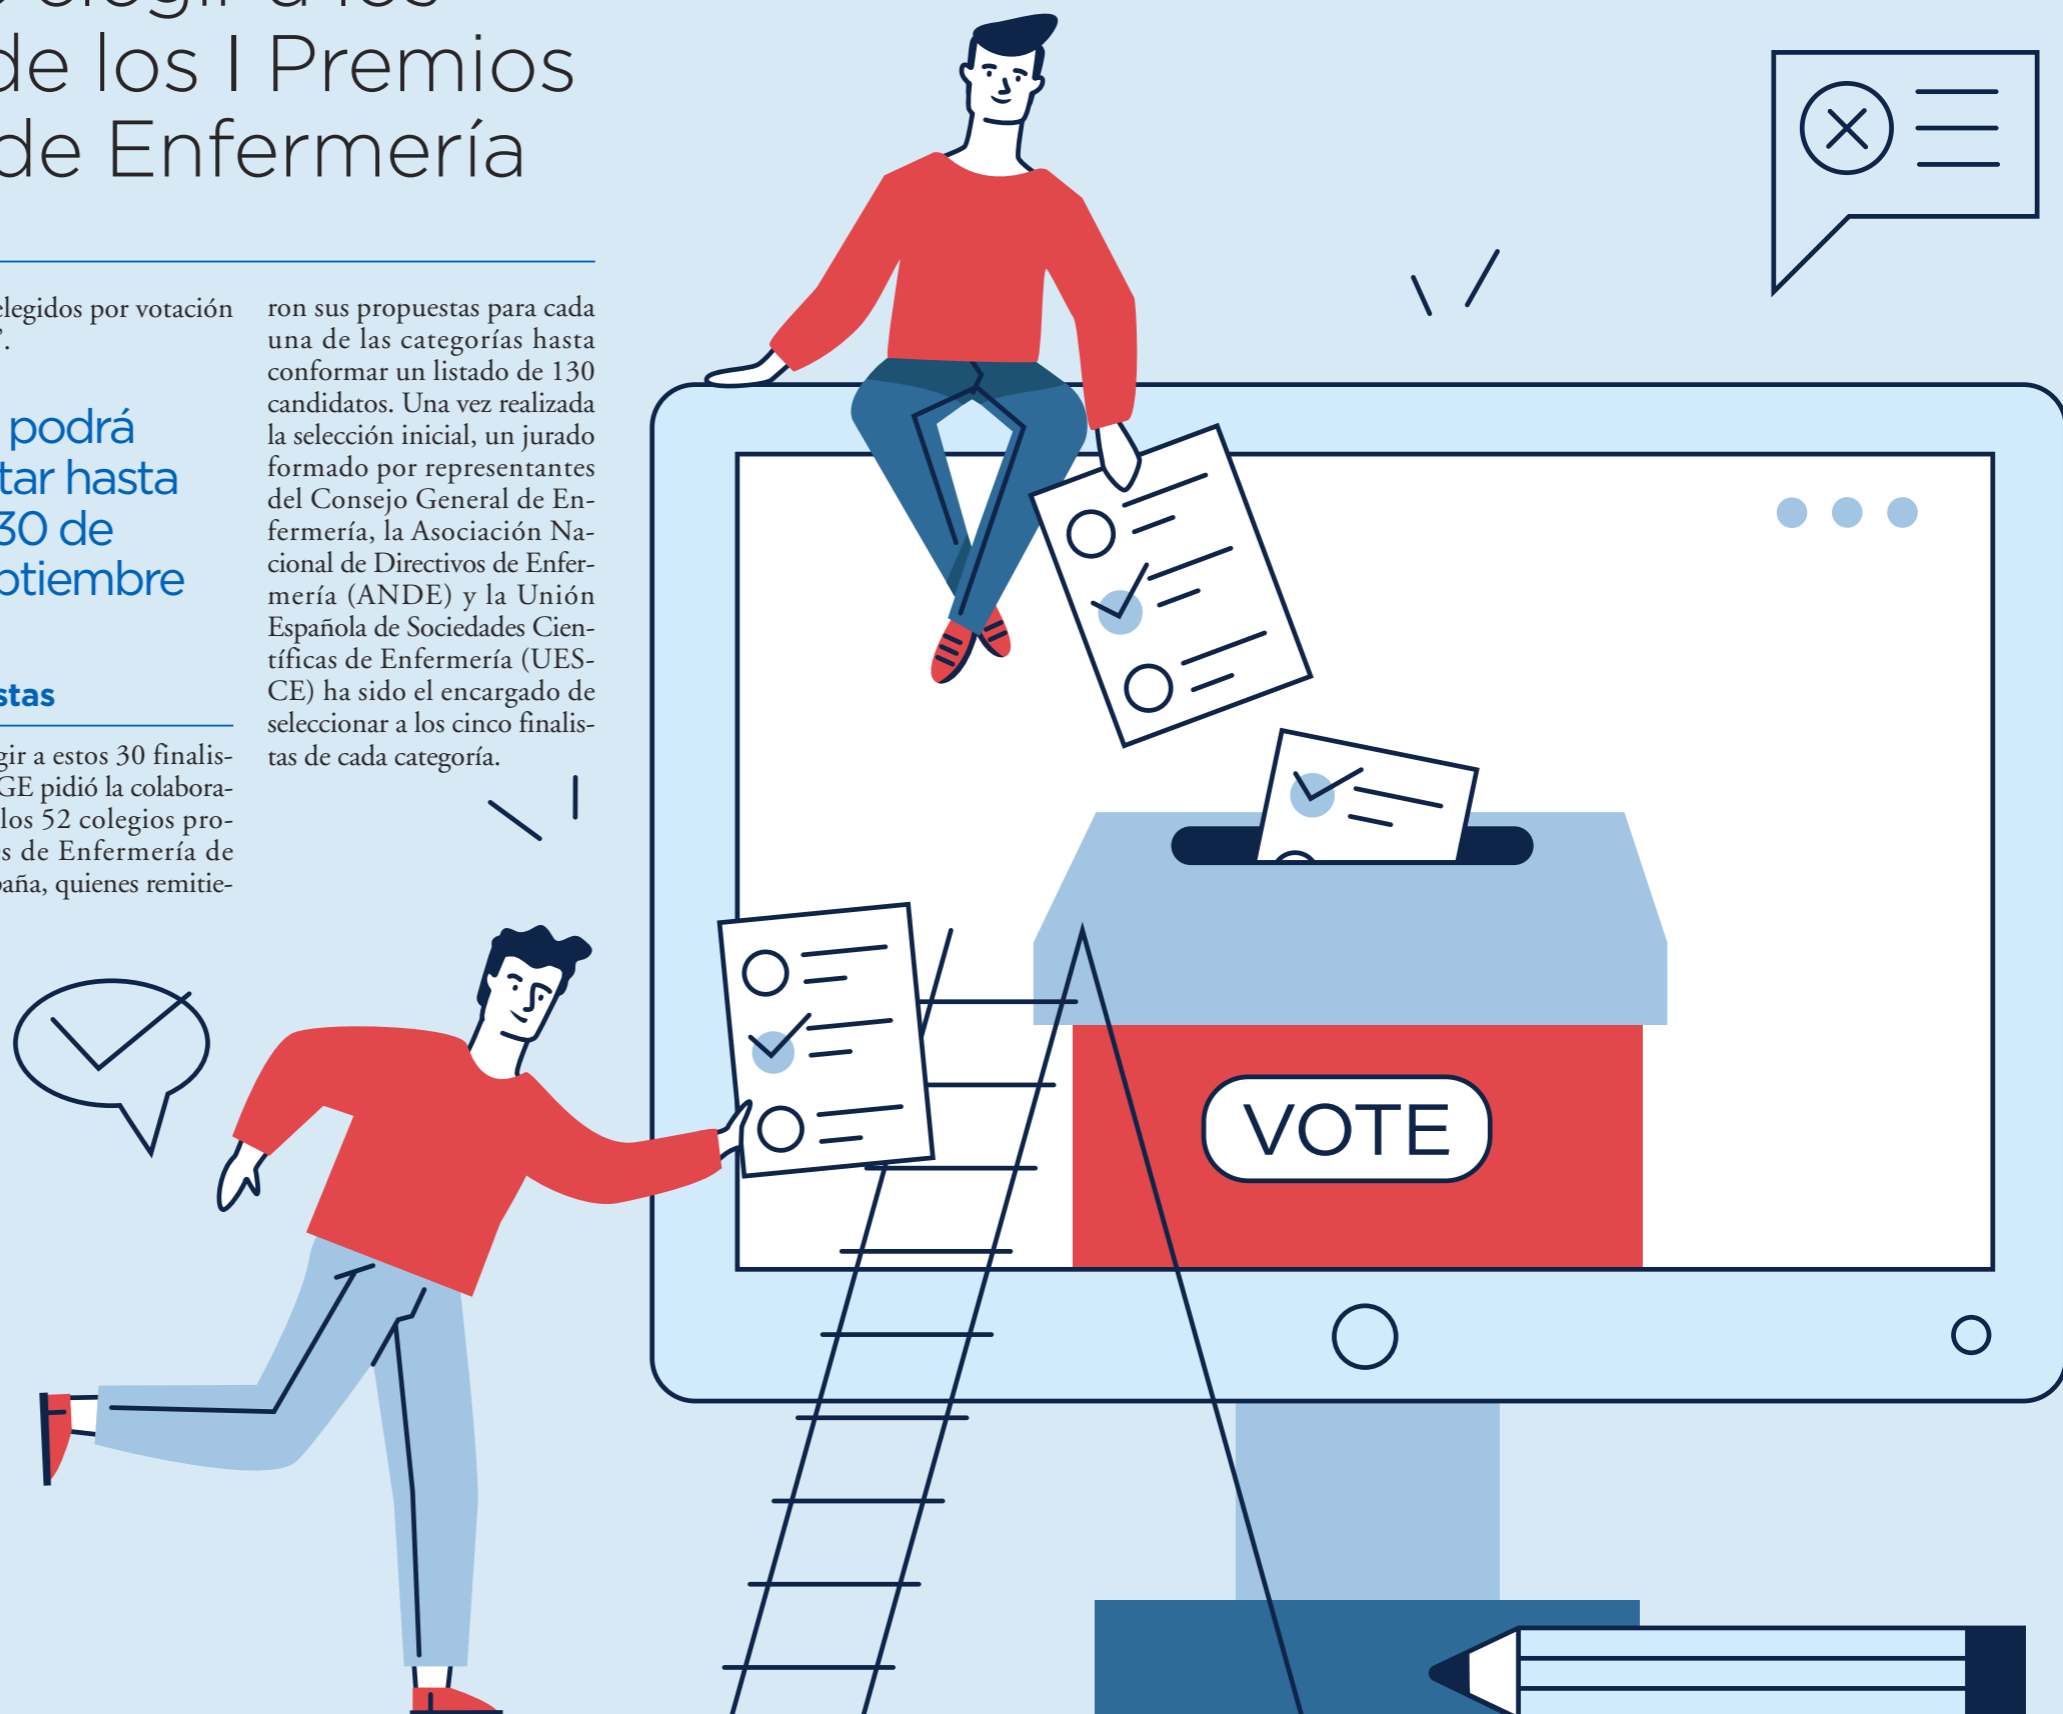 elegir a los
de los I Premios
de Enfermería
elegidos por votación
”.
podrá
tar hasta
30 de
ptiembre
stas
gir a estos 30 finalis-
GE pidió la colabora-
los 52 colegios pro-
s de Enfermería de
paña, quienes remitie-
ron sus propuestas para cada
una de las categorías hasta
conformar un listado de 130
candidatos. Una vez realizada
la selección inicial, un jurado
formado por representantes
del Consejo General de En-
fermería, la Asociación Na-
cional de Directivos de Enfer-
mería (ANDE) y la Unión
Española de Sociedades Cien-
tíficas de Enfermería (UES-
CE) ha sido el encargado de
seleccionar a los cinco finalis-
tas de cada categoría.
VOTE